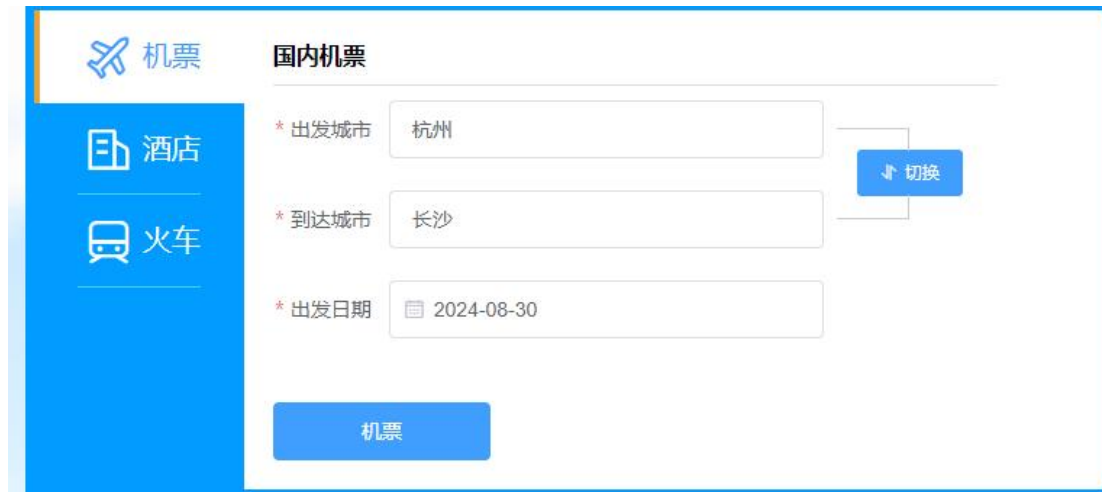 机票
酒店
火车
国内机票
* 出发城市 杭州
切换
* 到达城市 长沙
* 出发日期 2024-08-30
机票